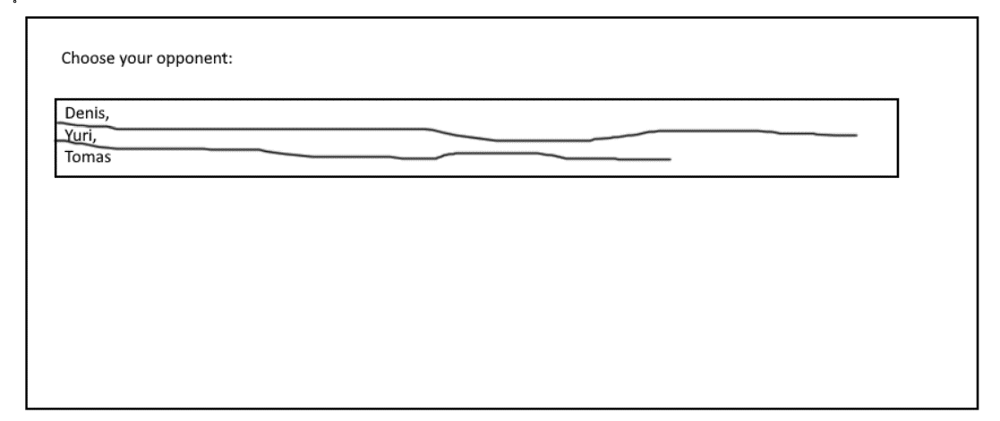 Choose your opponent:
Denis,
Yuri,
Tomas